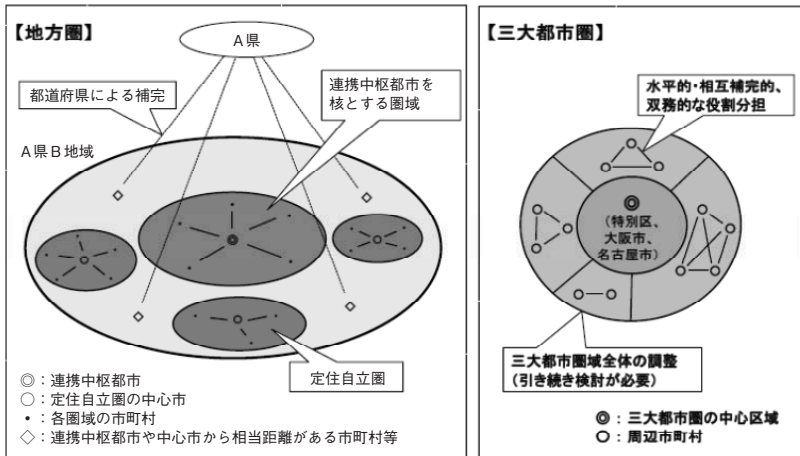 【地方圏】
A県
都道府県による補完
連携中枢都市を
核とする圏域
A県B地域
定住自立圏
◎：連携中枢都市
○：定住自立圏の中心市
・：各圏域の市町村
◇：連携中枢都市や中心市から相当距離がある市町村等
【三大都市圏】
水平的・相互補完的、
双務的な役割分担
(特別区、
大阪市、
名古屋市)
三大都市圏域全体の調整
(引き続き検討が必要)
◎：三大都市圏の中心区域
○：周辺市町村